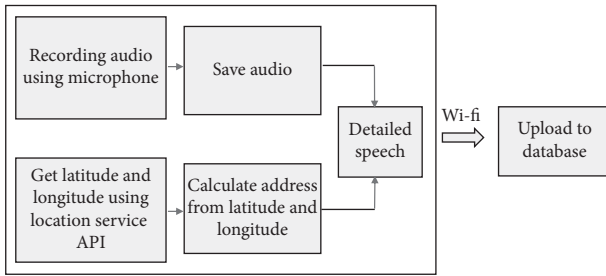 Recording audio
using microphone
Save audio
Detailed
speech
Wi-fi
Upload to
database
Get latitude and
longitude using
location service
API
Calculate address
from latitude and
longitude